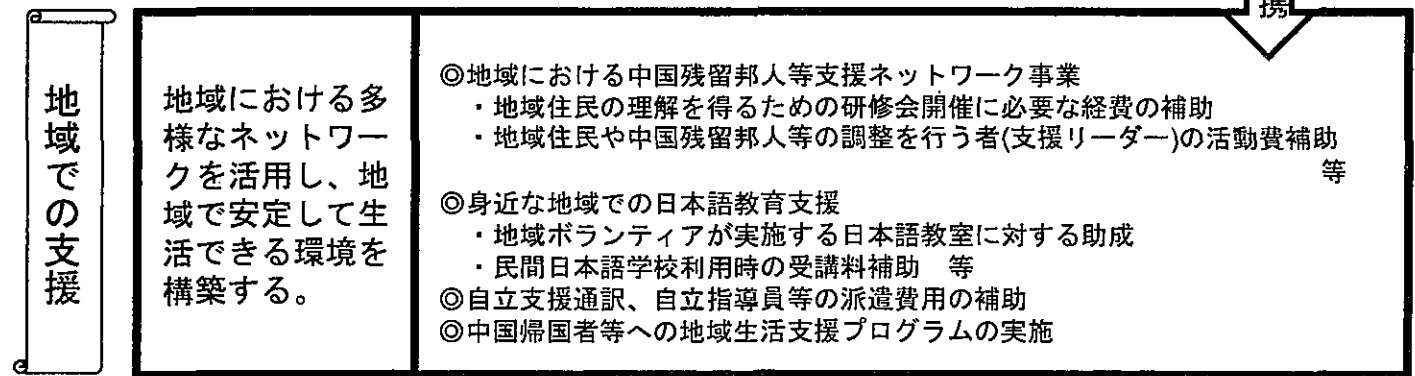 携
地域での支援
地域における多
様なネットワー
クを活用し、地
域で安定して生
活できる環境を
構築する。
◎地域における中国残留邦人等支援ネットワーク事業
・地域住民の理解を得るための研修会開催に必要な経費の補助
・地域住民や中国残留邦人等の調整を行う者(支援リーダー)の活動費補助
等
◎身近な地域での日本語教育支援
・地域ボランティアが実施する日本語教室に対する助成
・民間日本語学校利用時の受講料補助　等
◎自立支援通訳、自立指導員等の派遣費用の補助
◎中国帰国者等への地域生活支援プログラムの実施